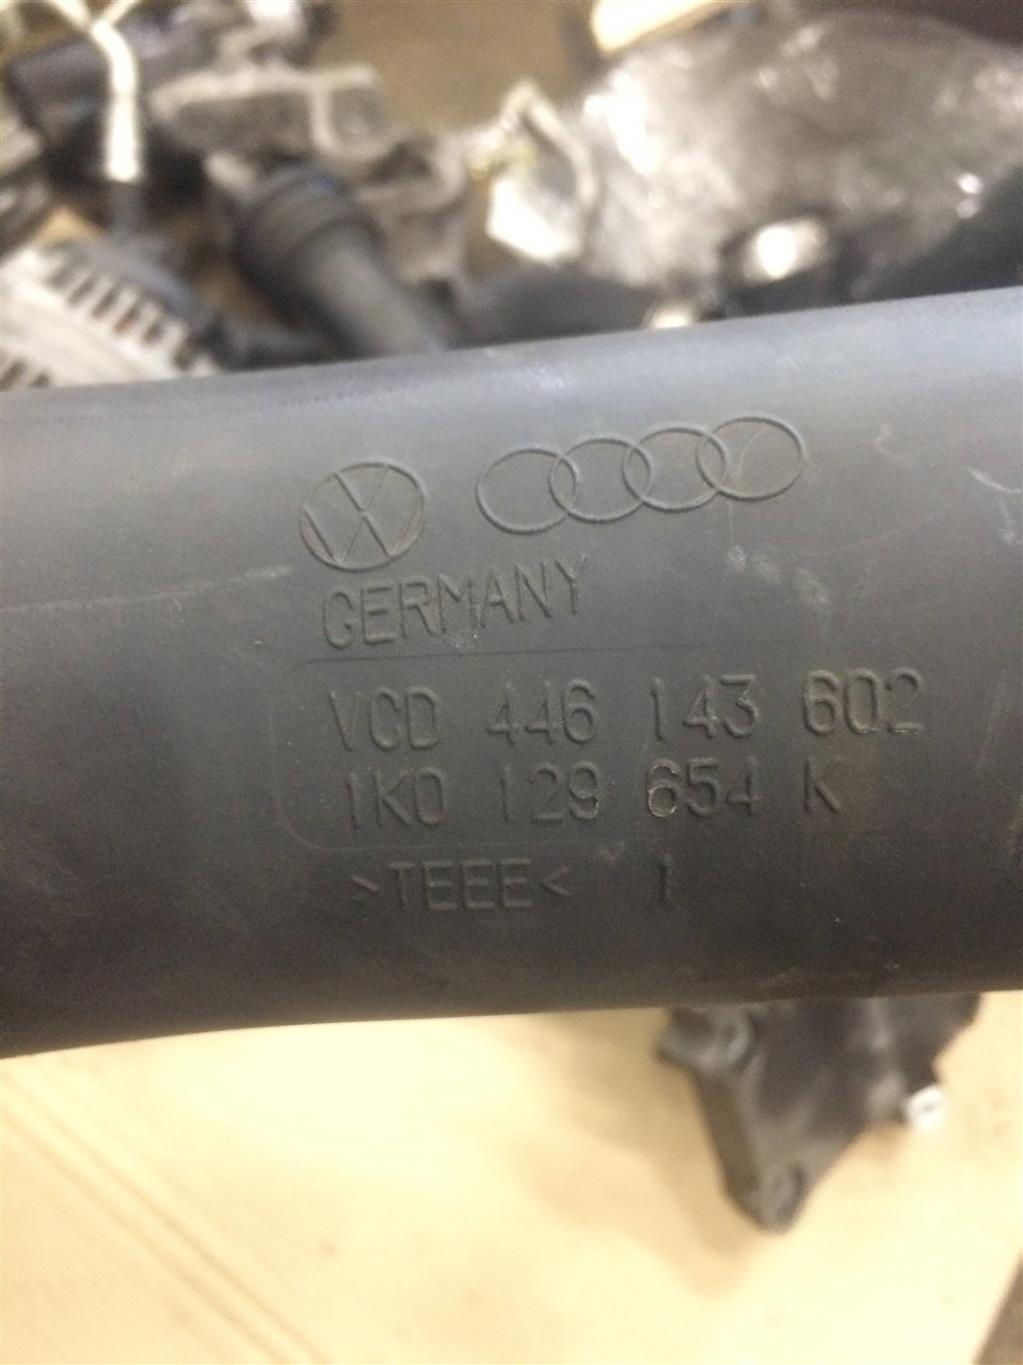 GERMANY
VCD 446 143 602
1K0 129 654 K
>TEEE< 1